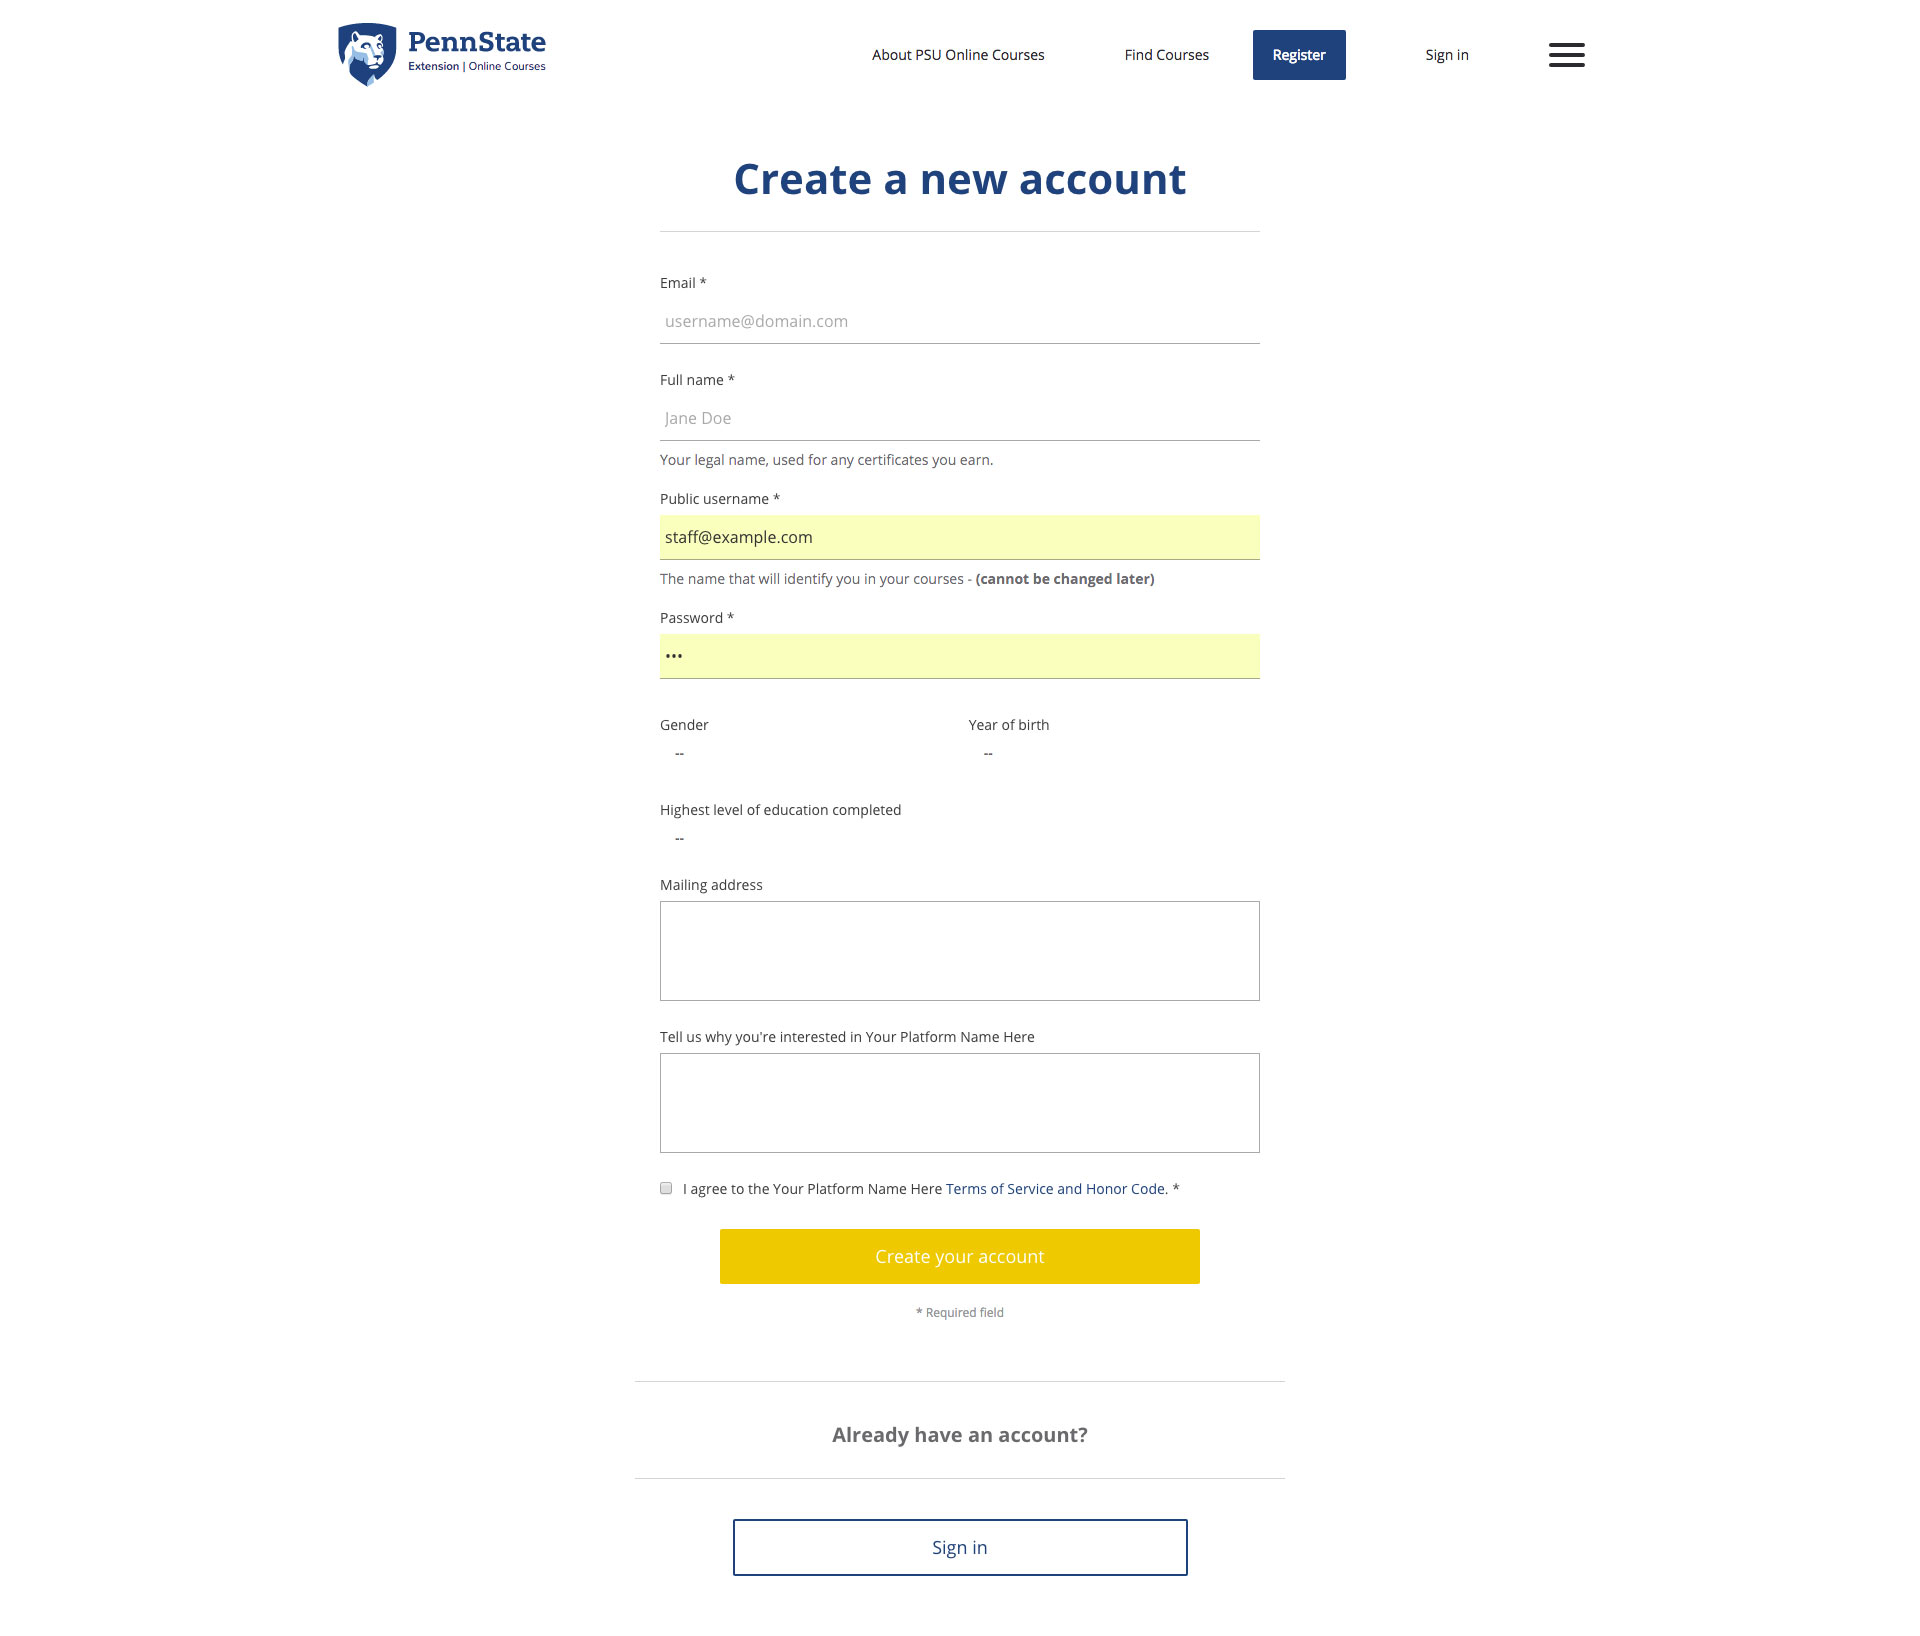 PennState
Extension | Online Courses
About PSU Online Courses
Find Courses
Register
Sign in
Create a new account
Email *
username@domain.com
Full name *
Jane Doe
Your legal name, used for any certificates you earn.
Public username *
staff@example.com
The name that will identify you in your courses - (cannot be changed later)
Password *
•••
Gender
--
Year of birth
--
Highest level of education completed
--
Mailing address
Tell us why you're interested in Your Platform Name Here
I agree to the Your Platform Name Here Terms of Service and Honor Code. *
Create your account
* Required field
Already have an account?
Sign in